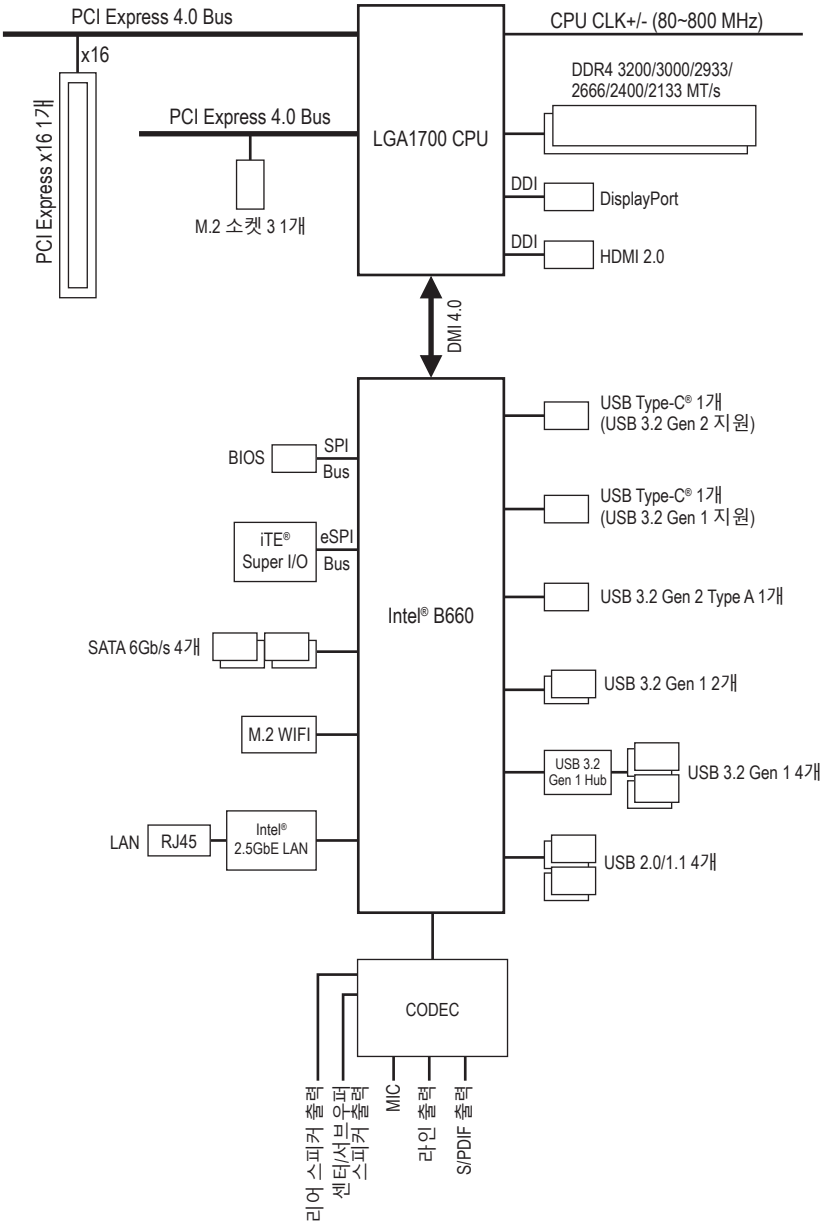 PCI Express 4.0 Bus
CPU CLK+/- (80~800 MHz)
x16
PCI Express x16 1개
DDR4 3200/3000/2933/
2666/2400/2133 MT/s
PCI Express 4.0 Bus
LGA1700 CPU
M.2 소켓 3 1개
DDI
DisplayPort
DDI
HDMI 2.0
DMI 4.0
USB Type-C® 1개
(USB 3.2 Gen 2 지원)
BIOS
SPI
Bus
USB Type-C® 1개
(USB 3.2 Gen 1 지원)
iTE®
Super I/O
eSPI
Bus
Intel® B660
USB 3.2 Gen 2 Type A 1개
SATA 6Gb/s 4개
USB 3.2 Gen 1 2개
M.2 WIFI
USB 3.2
Gen 1 Hub
USB 3.2 Gen 1 4개
LAN
RJ45
Intel®
2.5GbE LAN
USB 2.0/1.1 4개
CODEC
리어 스피커 출력
센터/서브우퍼
스피커 출력
MIC
라인 출력
S/PDIF 출력